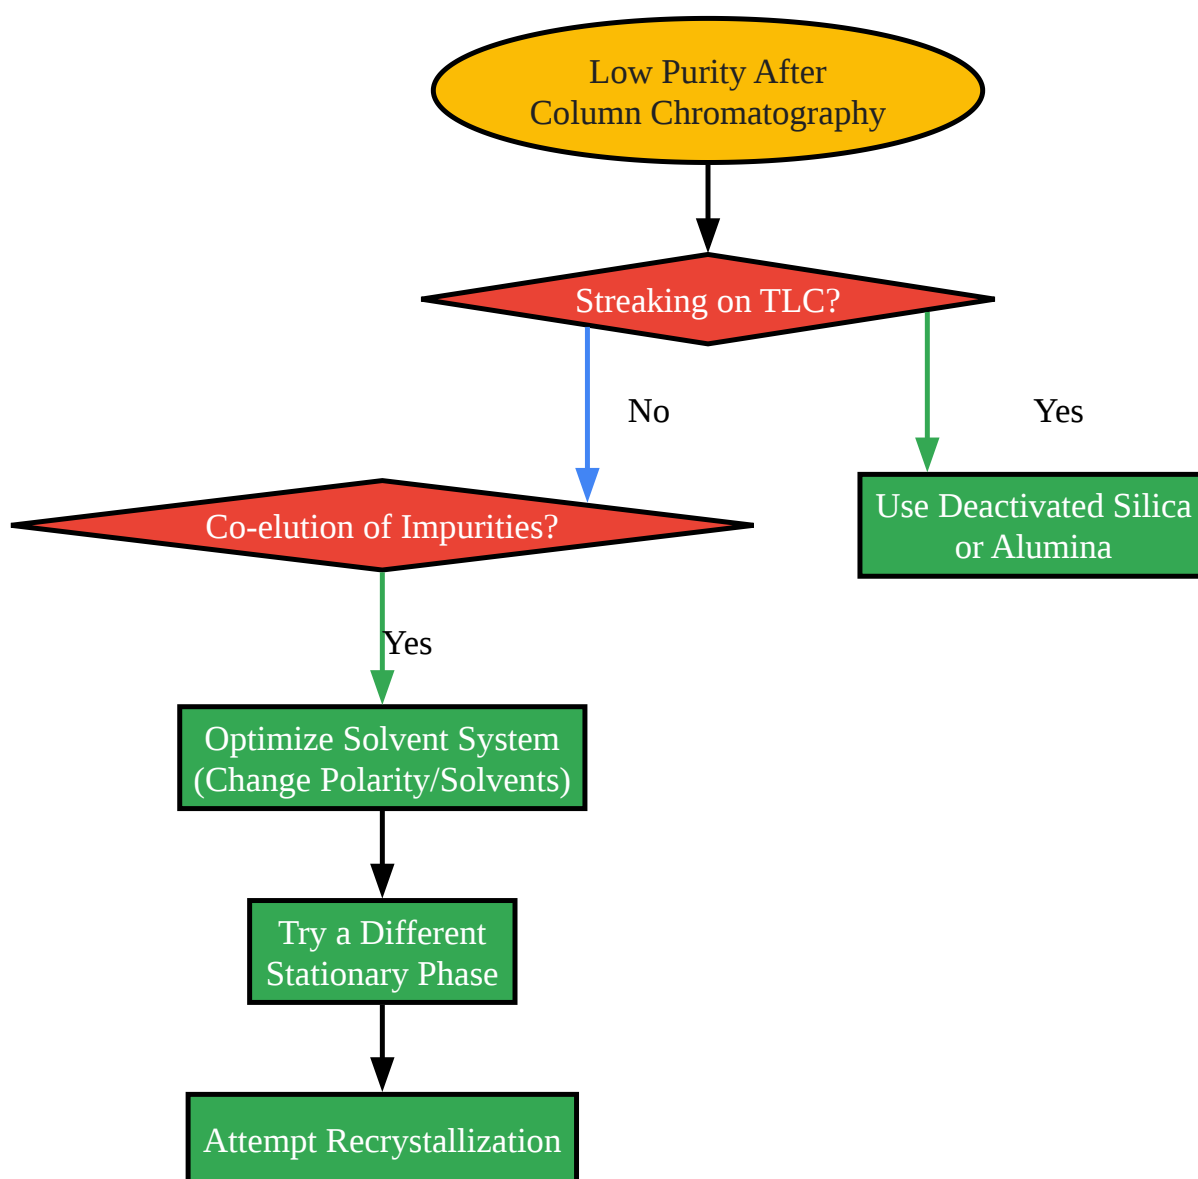 Low Purity After
Column Chromatography
Streaking on TLC?
No
Yes
Use Deactivated Silica
or Alumina
Co-elution of Impurities?
Yes
Optimize Solvent System
(Change Polarity/Solvents)
Try a Different
Stationary Phase
Attempt Recrystallization